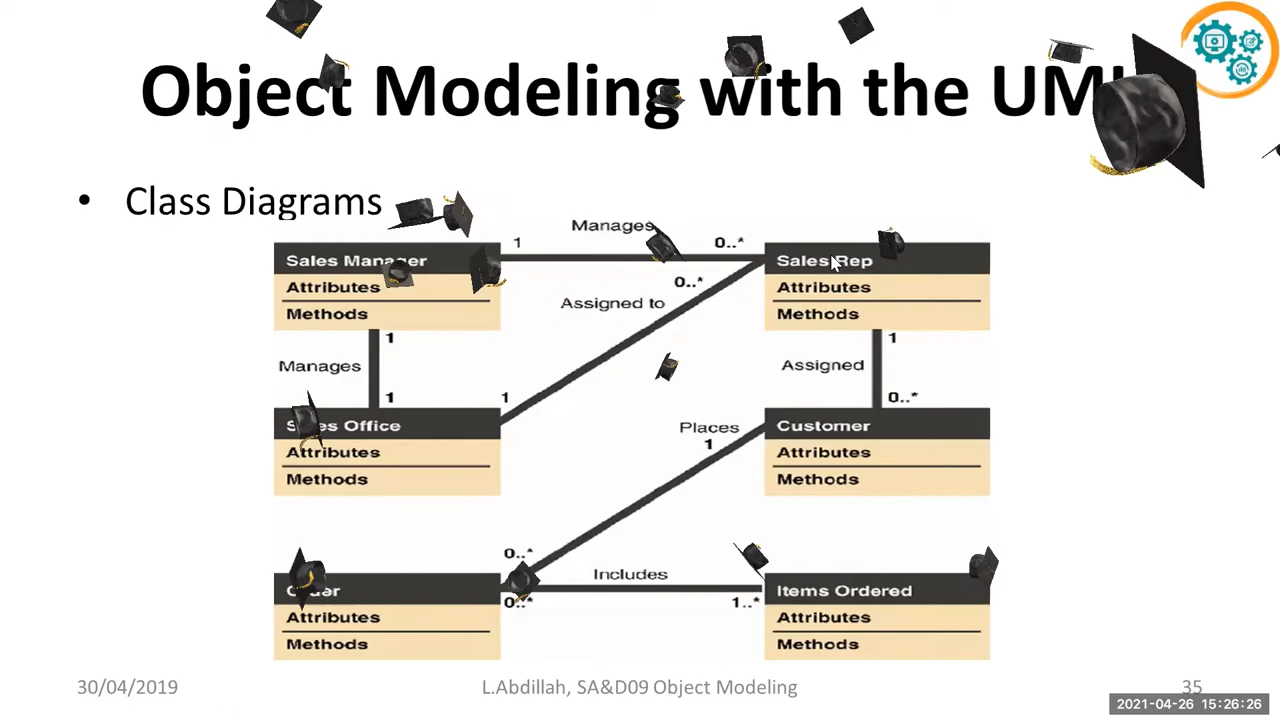 Object Modeling with the UML
• Class Diagrams
Manages
1
0..*
Sales Manager
Attributes
Methods
Sales Rep
Attributes
Methods
0..*
Assigned to
1
Manages
1
1
Assigned
0..*
1
Sales Office
Attributes
Methods
Places
1
Customer
Attributes
Methods
0..*
Includes
0..*
1..*
Order
Attributes
Methods
Items Ordered
Attributes
Methods
30/04/2019
L.Abdillah, SA&D09 Object Modeling
35
2021-04-26 15:26:26